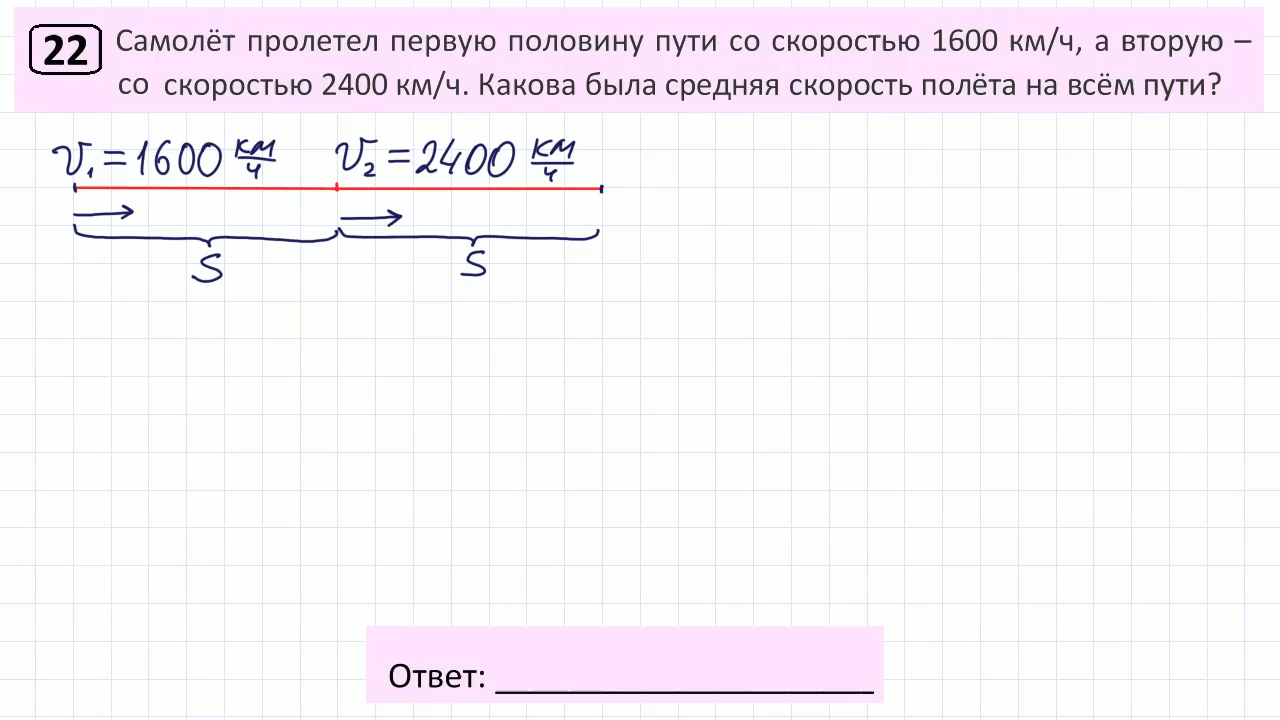 22 Самолёт пролетел первую половину пути со скоростью 1600 км/ч, а вторую –
со скоростью 2400 км/ч. Какова была средняя скорость полёта на всём пути?
v₁ = 1600 км/ч v₂ = 2400 км/ч
S S
Ответ: ______________________